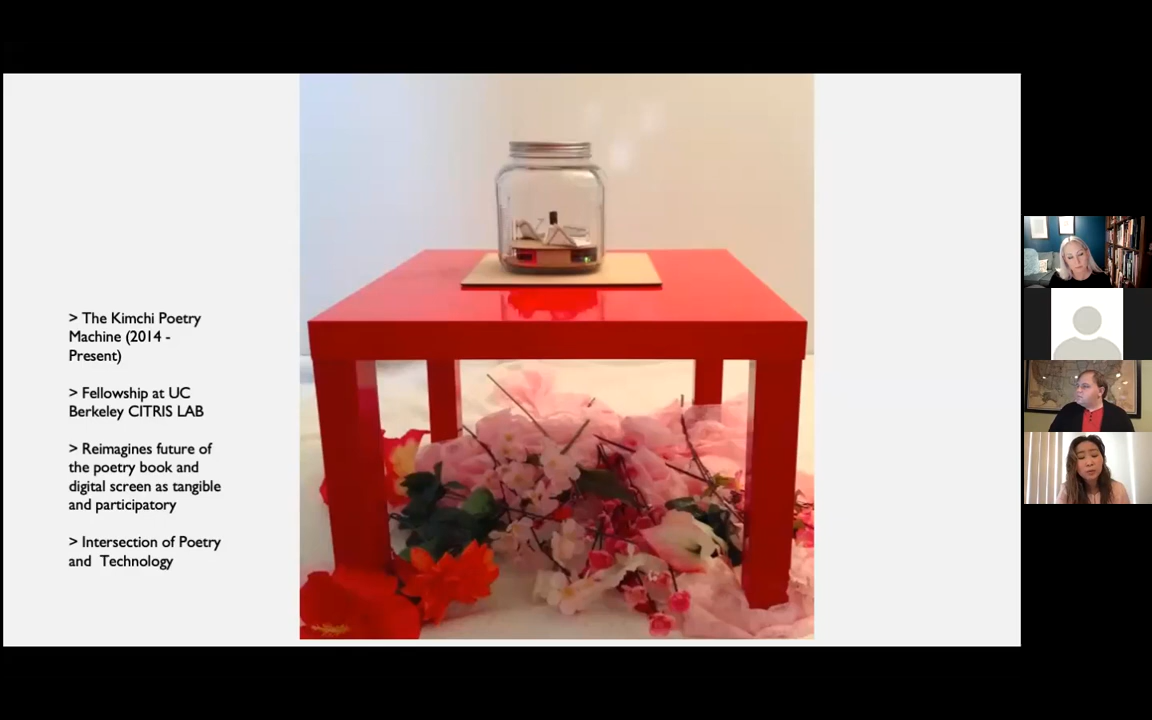 > The Kimchi Poetry
Machine (2014 -
Present)
> Fellowship at UC
Berkeley CITRIS LAB
> Reimagines future of
the poetry book and
digital screen as tangible
and participatory
> Intersection of Poetry
and  Technology